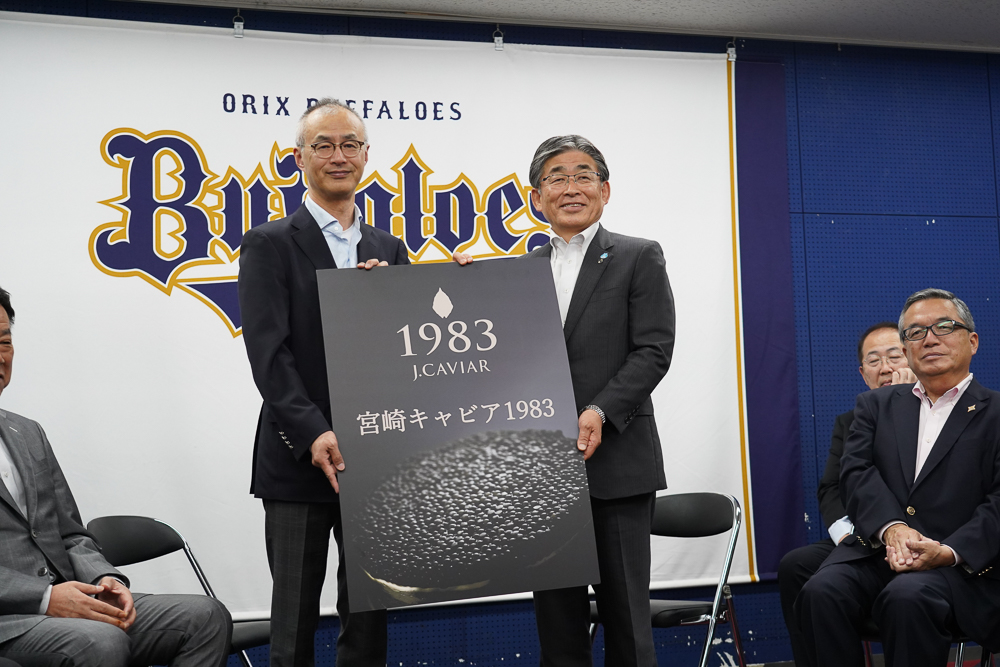 ORIX BUFFALOES
Buffaloes
1983
J.CAVIAR
宮崎キャビア1983